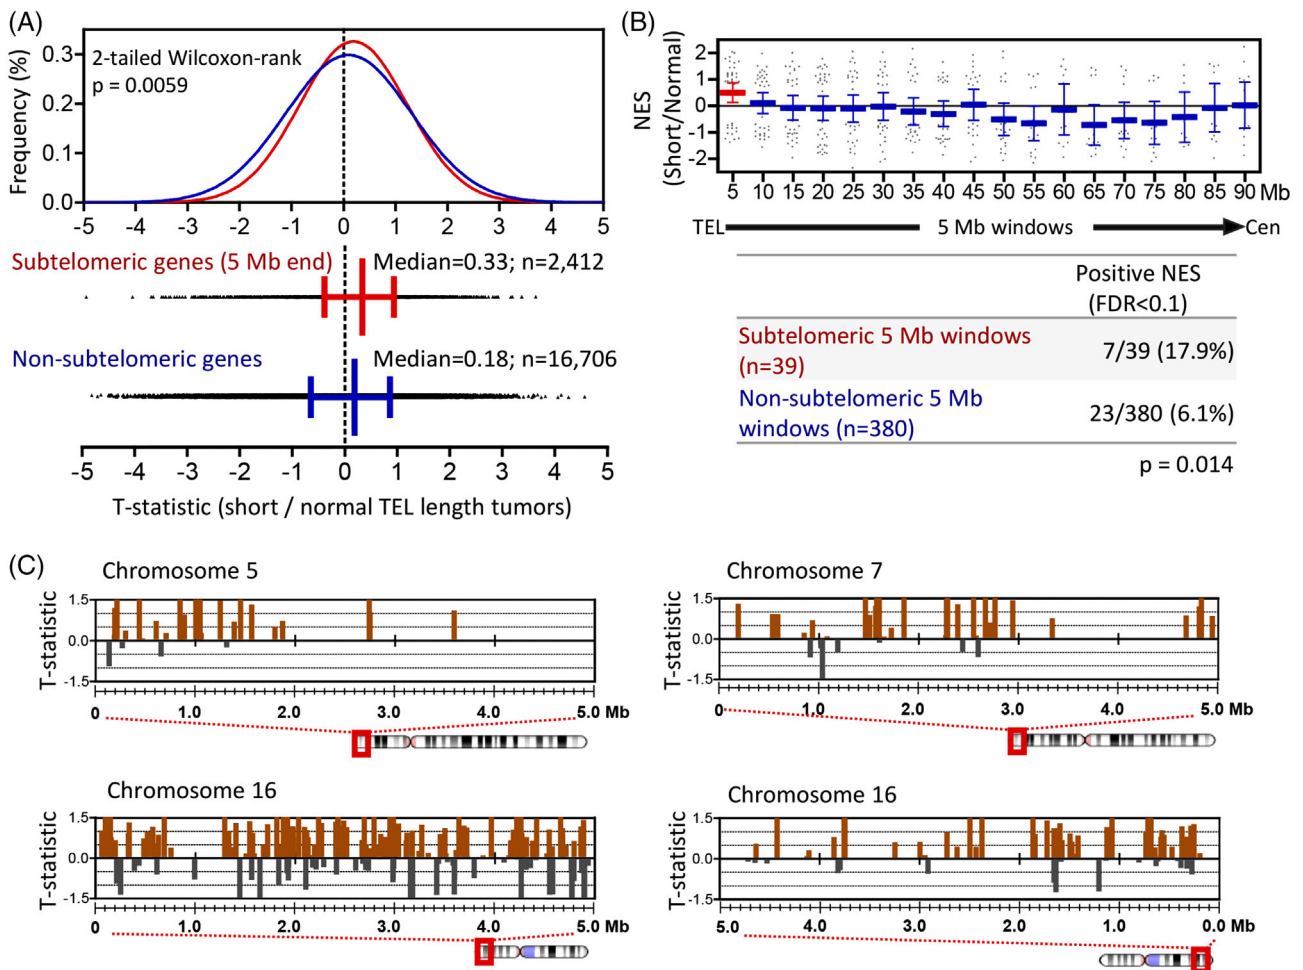 (A)
Frequency (%)
2-tailed Wilcoxon-rank
p = 0.0059
0.3
0.2
0.1
0.0
-5 -4 -3 -2 -1 0 1 2 3 4 5
Subtelomeric genes (5 Mb end) Median=0.33; n=2,412
Non-subtelomeric genes Median=0.18; n=16,706
-5 -4 -3 -2 -1 0 1 2 3 4 5
T-statistic (short / normal TEL length tumors)
(B)
NES
(Short/Normal)
2
1
0
-1
-2
5 10 15 20 25 30 35 40 45 50 55 60 65 70 75 80 85 90 Mb
TEL 5 Mb windows Cen
Positive NES
(FDR<0.1)
Subtelomeric 5 Mb windows
(n=39)
7/39 (17.9%)
Non-subtelomeric 5 Mb
windows (n=380)
23/380 (6.1%)
p = 0.014
(C)
Chromosome 5
T-statistic
1.5
0.0
-1.5
0 1.0 2.0 3.0 4.0 5.0 Mb
Chromosome 7
T-statistic
1.5
0.0
-1.5
0 1.0 2.0 3.0 4.0 5.0 Mb
Chromosome 16
T-statistic
1.5
0.0
-1.5
0 1.0 2.0 3.0 4.0 5.0 Mb
Chromosome 16
T-statistic
1.5
0.0
-1.5
5.0 4.0 3.0 2.0 1.0 0.0 Mb